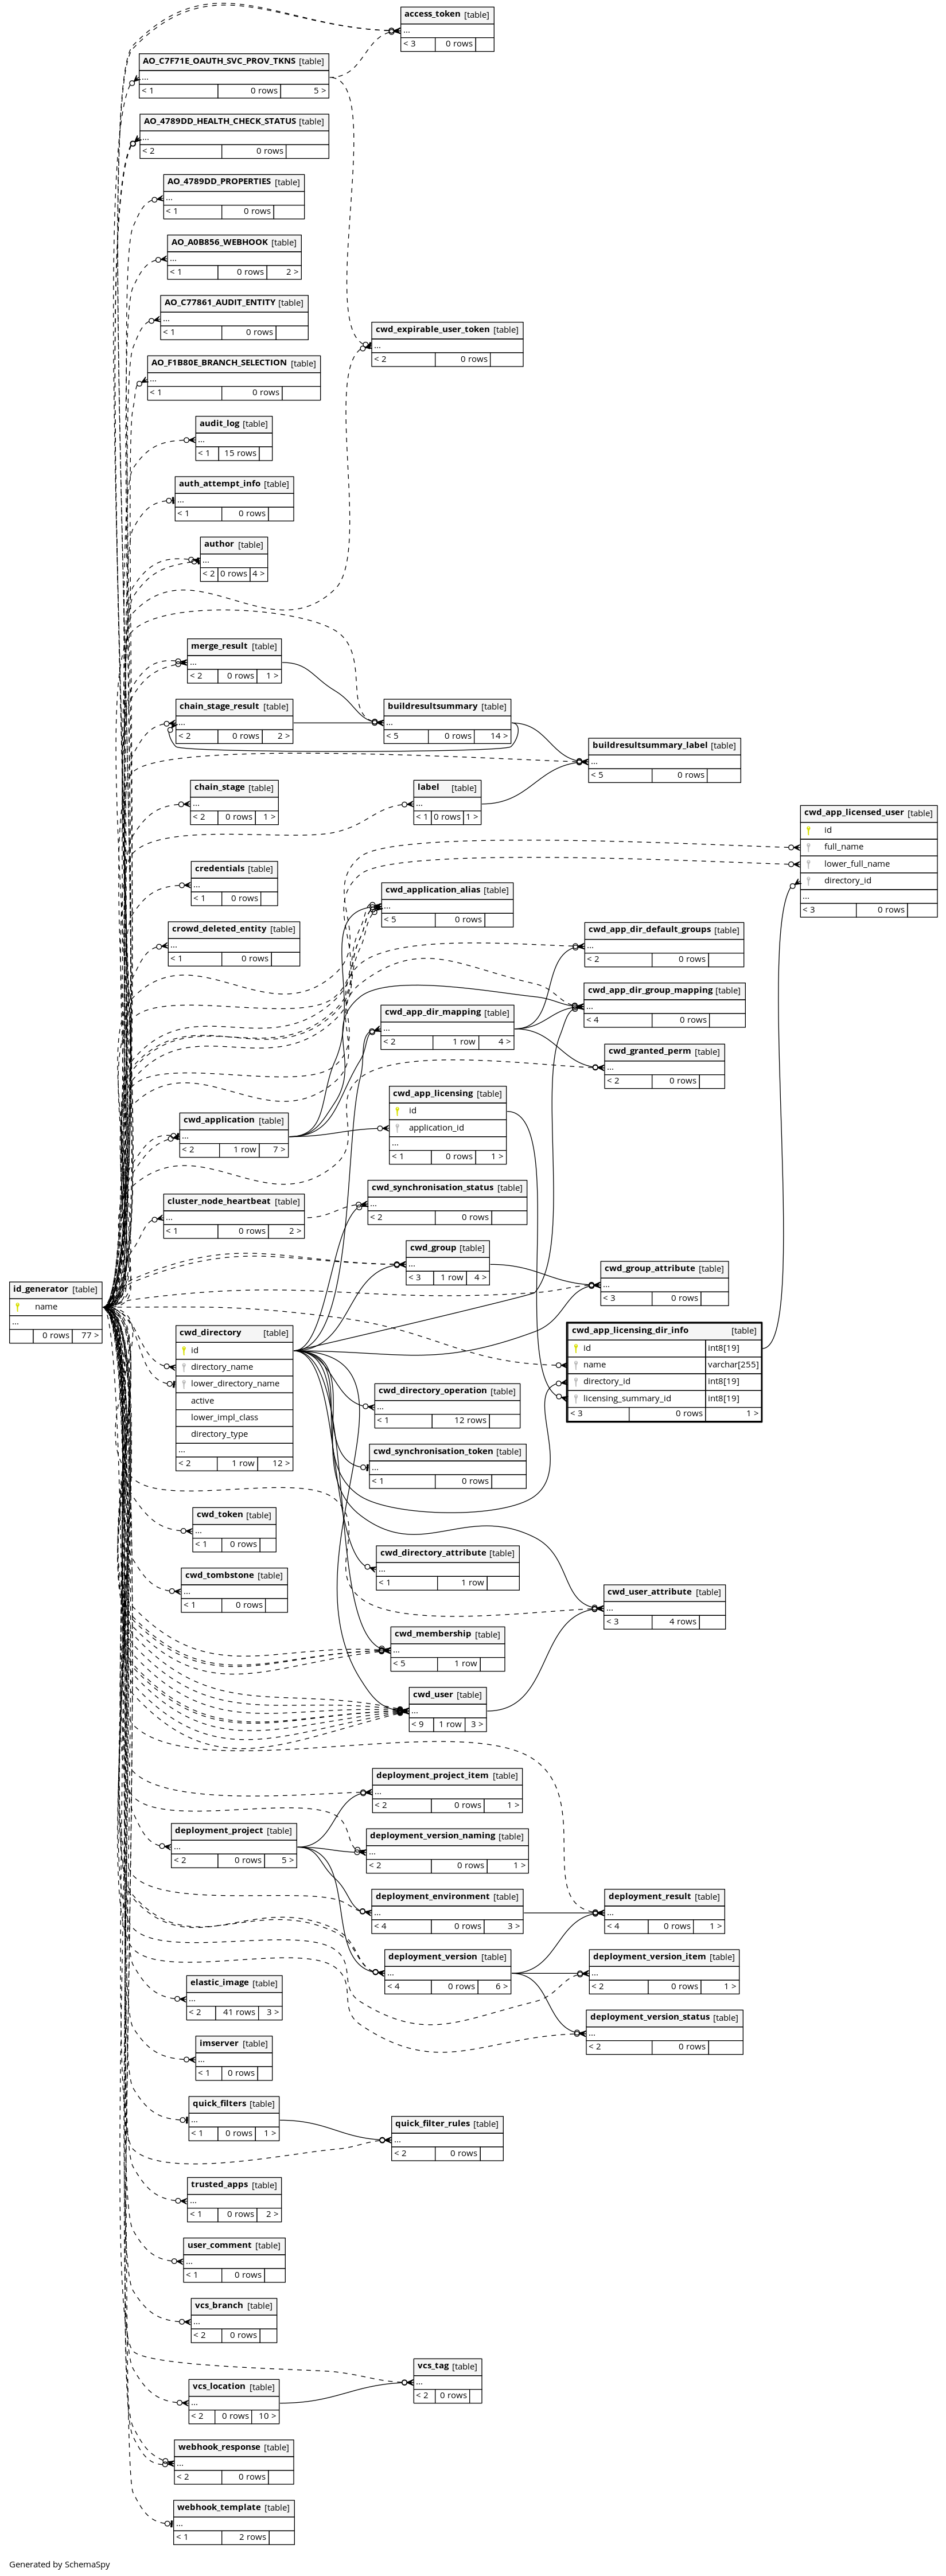 access_token [table]
...
< 3 0 rows
AO_C7F71E_OAUTH_SVC_PROV_TKNS [table]
...
< 1 0 rows 5 >
AO_4789DD_HEALTH_CHECK_STATUS [table]
...
< 2 0 rows
AO_4789DD_PROPERTIES [table]
...
< 1 0 rows
AO_A0B856_WEBHOOK [table]
...
< 1 0 rows 2 >
AO_C77861_AUDIT_ENTITY [table]
...
< 1 0 rows
cwd_expirable_user_token [table]
...
< 2 0 rows
AO_F1B80E_BRANCH_SELECTION [table]
...
< 1 0 rows
audit_log [table]
...
< 1 15 rows
auth_attempt_info [table]
...
< 1 0 rows
author [table]
...
< 2 0 rows 4 >
merge_result [table]
...
< 2 0 rows 1 >
chain_stage_result [table]
...
< 2 0 rows 2 >
buildresultsummary [table]
...
< 5 0 rows 14 >
buildresultsummary_label [table]
...
< 5 0 rows
chain_stage [table]
...
< 2 0 rows 1 >
label [table]
...
< 1 0 rows 1 >
cwd_app_licensed_user [table]
id
full_name
lower_full_name
directory_id
...
< 3 0 rows
credentials [table]
...
< 1 0 rows
cwd_application_alias [table]
...
< 5 0 rows
crowd_deleted_entity [table]
...
< 1 0 rows
cwd_app_dir_default_groups [table]
...
< 2 0 rows
cwd_app_dir_group_mapping [table]
...
< 4 0 rows
cwd_app_dir_mapping [table]
...
< 2 1 row 4 >
cwd_granted_perm [table]
...
< 2 0 rows
cwd_app_licensing [table]
id
application_id
...
< 1 0 rows 1 >
cwd_application [table]
...
< 2 1 row 7 >
cwd_synchronisation_status [table]
...
< 2 0 rows
cluster_node_heartbeat [table]
...
< 1 0 rows 2 >
cwd_group [table]
...
< 3 1 row 4 >
cwd_group_attribute [table]
...
< 3 0 rows
id_generator [table]
name
...
0 rows 77 >
cwd_directory [table]
id
directory_name
lower_directory_name
active
lower_impl_class
directory_type
...
< 2 1 row 12 >
cwd_app_licensing_dir_info [table]
id int8[19]
name varchar[255]
directory_id int8[19]
licensing_summary_id int8[19]
< 3 0 rows 1 >
cwd_directory_operation [table]
...
< 1 12 rows
cwd_synchronisation_token [table]
...
< 1 0 rows
cwd_token [table]
...
< 1 0 rows
cwd_directory_attribute [table]
...
< 1 1 row
cwd_tombstone [table]
...
< 1 0 rows
cwd_user_attribute [table]
...
< 3 4 rows
cwd_membership [table]
...
< 5 1 row
cwd_user [table]
...
< 9 1 row 3 >
deployment_project_item [table]
...
< 2 0 rows 1 >
deployment_project [table]
...
< 2 0 rows 5 >
deployment_version_naming [table]
...
< 2 0 rows 1 >
deployment_environment [table]
...
< 4 0 rows 3 >
deployment_result [table]
...
< 4 0 rows 1 >
deployment_version [table]
...
< 4 0 rows 6 >
deployment_version_item [table]
...
< 2 0 rows 1 >
elastic_image [table]
...
< 2 41 rows 3 >
deployment_version_status [table]
...
< 2 0 rows
imserver [table]
...
< 1 0 rows
quick_filters [table]
...
< 1 0 rows 1 >
quick_filter_rules [table]
...
< 2 0 rows
trusted_apps [table]
...
< 1 0 rows 2 >
user_comment [table]
...
< 1 0 rows
vcs_branch [table]
...
< 2 0 rows
vcs_tag [table]
...
< 2 0 rows
vcs_location [table]
...
< 2 0 rows 10 >
webhook_response [table]
...
< 2 0 rows
webhook_template [table]
...
< 1 2 rows
Generated by SchemaSpy